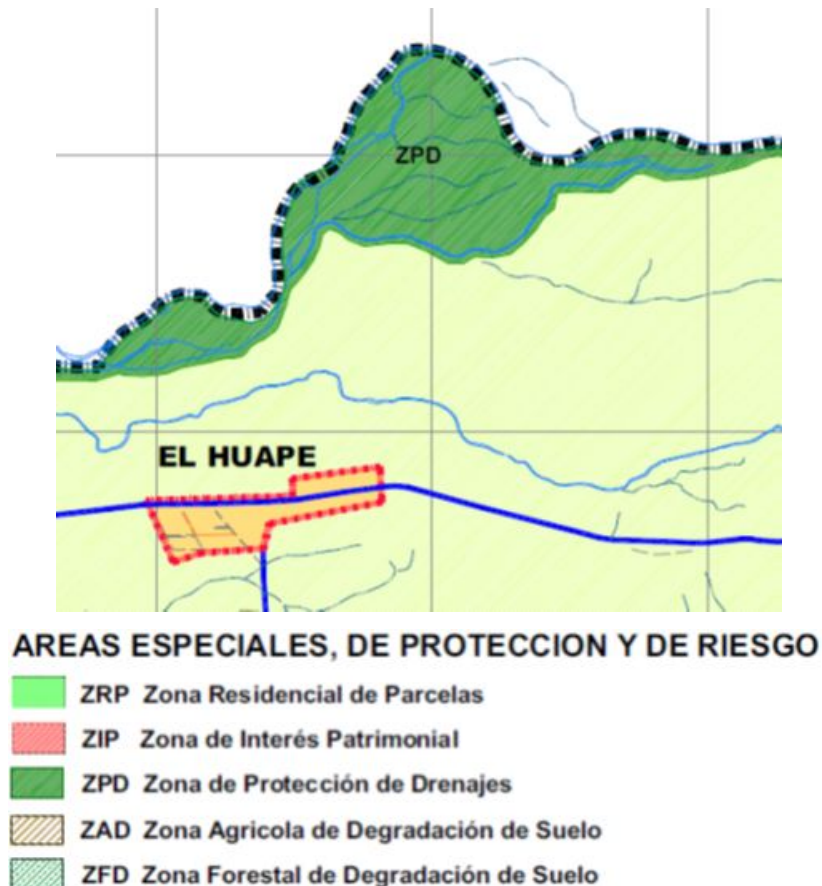 ZPD
EL HUAPE
AREAS ESPECIALES, DE PROTECCION Y DE RIESGO
ZRP Zona Residencial de Parcelas
ZIP Zona de Interés Patrimonial
ZPD Zona de Protección de Drenajes
ZAD Zona Agricola de Degradación de Suelo
ZFD Zona Forestal de Degradación de Suelo